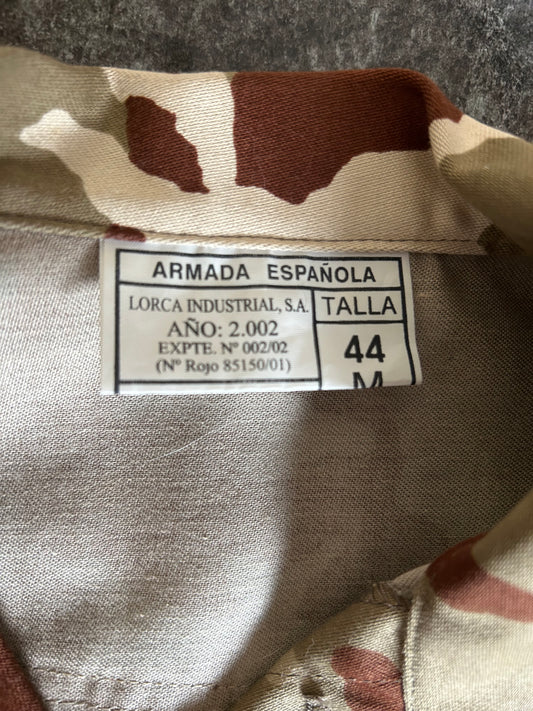 ARMADA ESPAÑOLA
LORCA INDUSTRIAL, S.A.
AÑO: 2.002
EXPTE. Nº 002/02
(Nº Rojo 85150/01)
TALLA
44
M